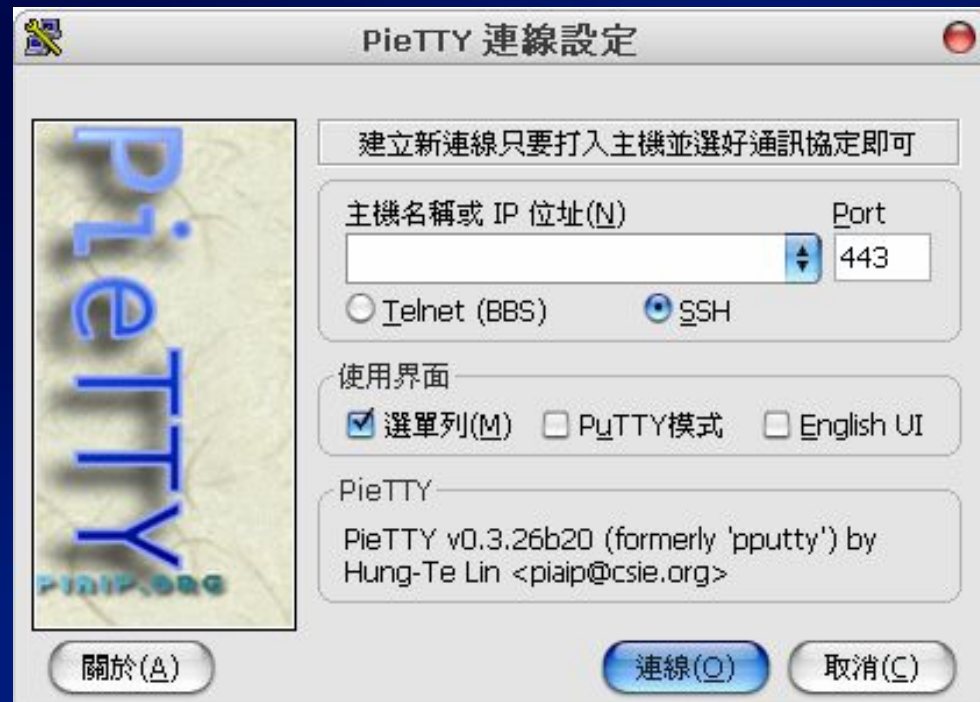 PieTTY 連線設定
PieTTY
PIAIP.ORG
建立新連線只要打入主機並選好通訊協定即可
主機名稱或 IP 位址(N) Port
443
Telnet (BBS) SSH
使用界面
選單列(M) PuTTY模式 English UI
PieTTY
PieTTY v0.3.26b20 (formerly 'pputty') by
Hung-Te Lin <piaip@csie.org>
關於(A) 連線(O) 取消(C)